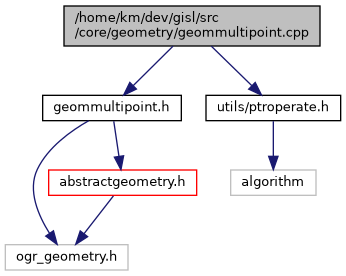 /home/km/dev/gisl/src
/core/geometry/geommultipoint.cpp
geommultipoint.h
utils/ptroperate.h
abstractgeometry.h
algorithm
ogr_geometry.h